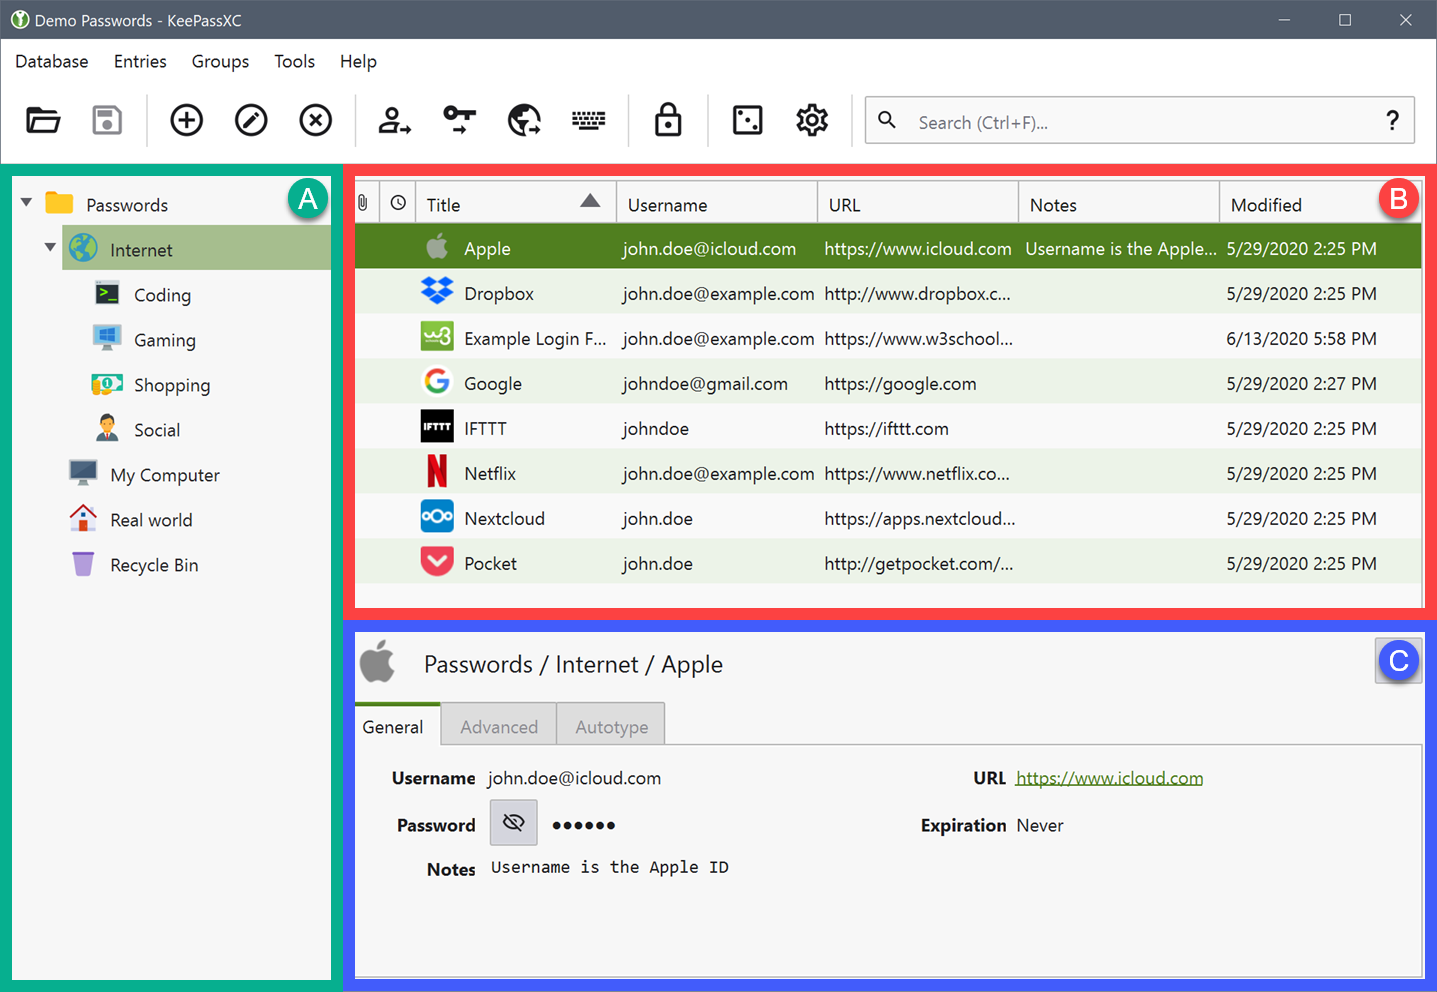 Demo Passwords - KeePassXC
Database Entries Groups Tools Help
Search (Ctrl+F)... ?
A
Passwords
Internet
Coding
Gaming
Shopping
Social
My Computer
Real world
Recycle Bin
B
Title Username URL Notes Modified
Apple john.doe@icloud.com https://www.icloud.com Username is the Apple... 5/29/2020 2:25 PM
Dropbox john.doe@example.com http://www.dropbox.c... 5/29/2020 2:25 PM
w3 Example Login F... john.doe@example.com https://www.w3school... 6/13/2020 5:58 PM
Google johndoe@gmail.com https://google.com 5/29/2020 2:27 PM
IFTTT IFTTT johndoe https://ifttt.com 5/29/2020 2:25 PM
Netflix john.doe@example.com https://www.netflix.co... 5/29/2020 2:25 PM
Nextcloud john.doe https://apps.nextcloud... 5/29/2020 2:25 PM
Pocket john.doe http://getpocket.com/... 5/29/2020 2:25 PM
Passwords / Internet / Apple
C
General Advanced Autotype
Username john.doe@icloud.com URL https://www.icloud.com
Password ●●●●●● Expiration Never
Notes Username is the Apple ID